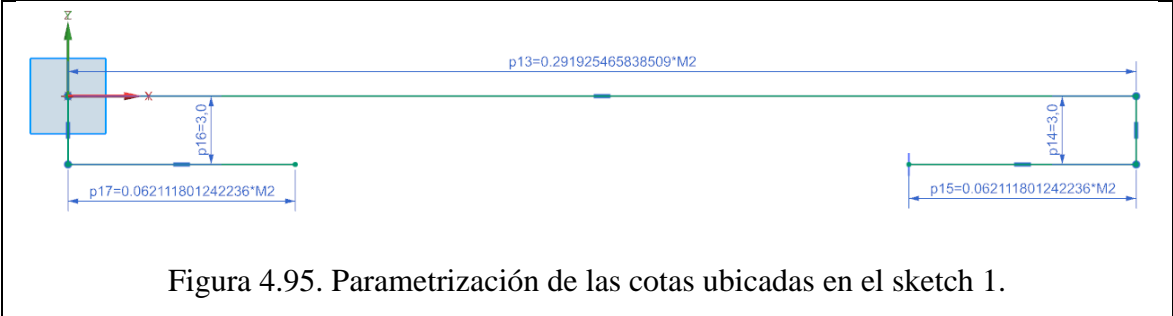 Z
p13=0.291925465838509*M2
X
p16=3,0
p14=3,0
p17=0.062111801242236*M2
p15=0.062111801242236*M2
Figura 4.95. Parametrización de las cotas ubicadas en el sketch 1.